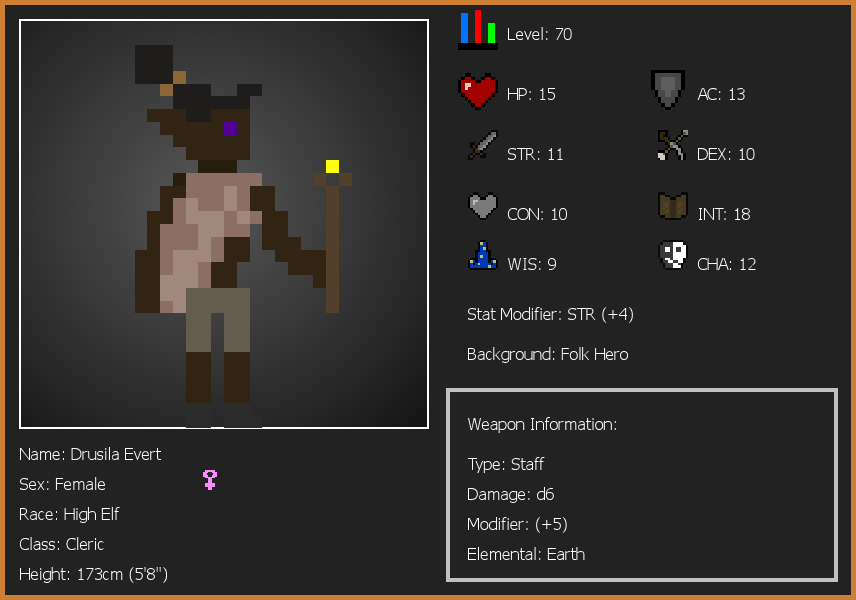 Level: 70
HP: 15
AC: 13
STR: 11
DEX: 10
CON: 10
INT: 18
WIS: 9
CHA: 12
Stat Modifier: STR (+4)
Background: Folk Hero
Weapon Information:
Type: Staff
Damage: d6
Modifier: (+5)
Elemental: Earth
Name: Drusila Evert
Sex: Female
Race: High Elf
Class: Cleric
Height: 173cm (5'8")